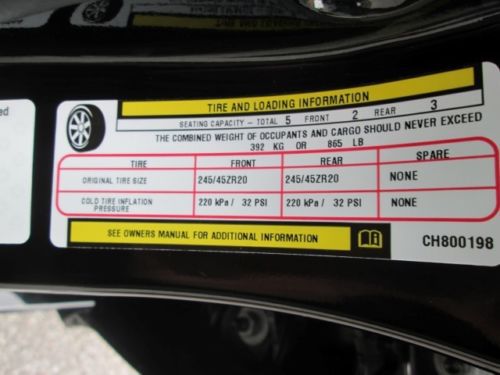 TIRE AND LOADING INFORMATION
SEATING CAPACITY - TOTAL 5 FRONT 2 REAR 3
THE COMBINED WEIGHT OF OCCUPANTS AND CARGO SHOULD NEVER EXCEED
392 KG OR 865 LB
TIRE FRONT REAR SPARE
ORIGINAL TIRE SIZE 245/45ZR20 245/45ZR20 NONE
COLD TIRE INFLATION PRESSURE 220 kPa / 32 PSI 220 kPa / 32 PSI NONE
SEE OWNERS MANUAL FOR ADDITIONAL INFORMATION
CH800198